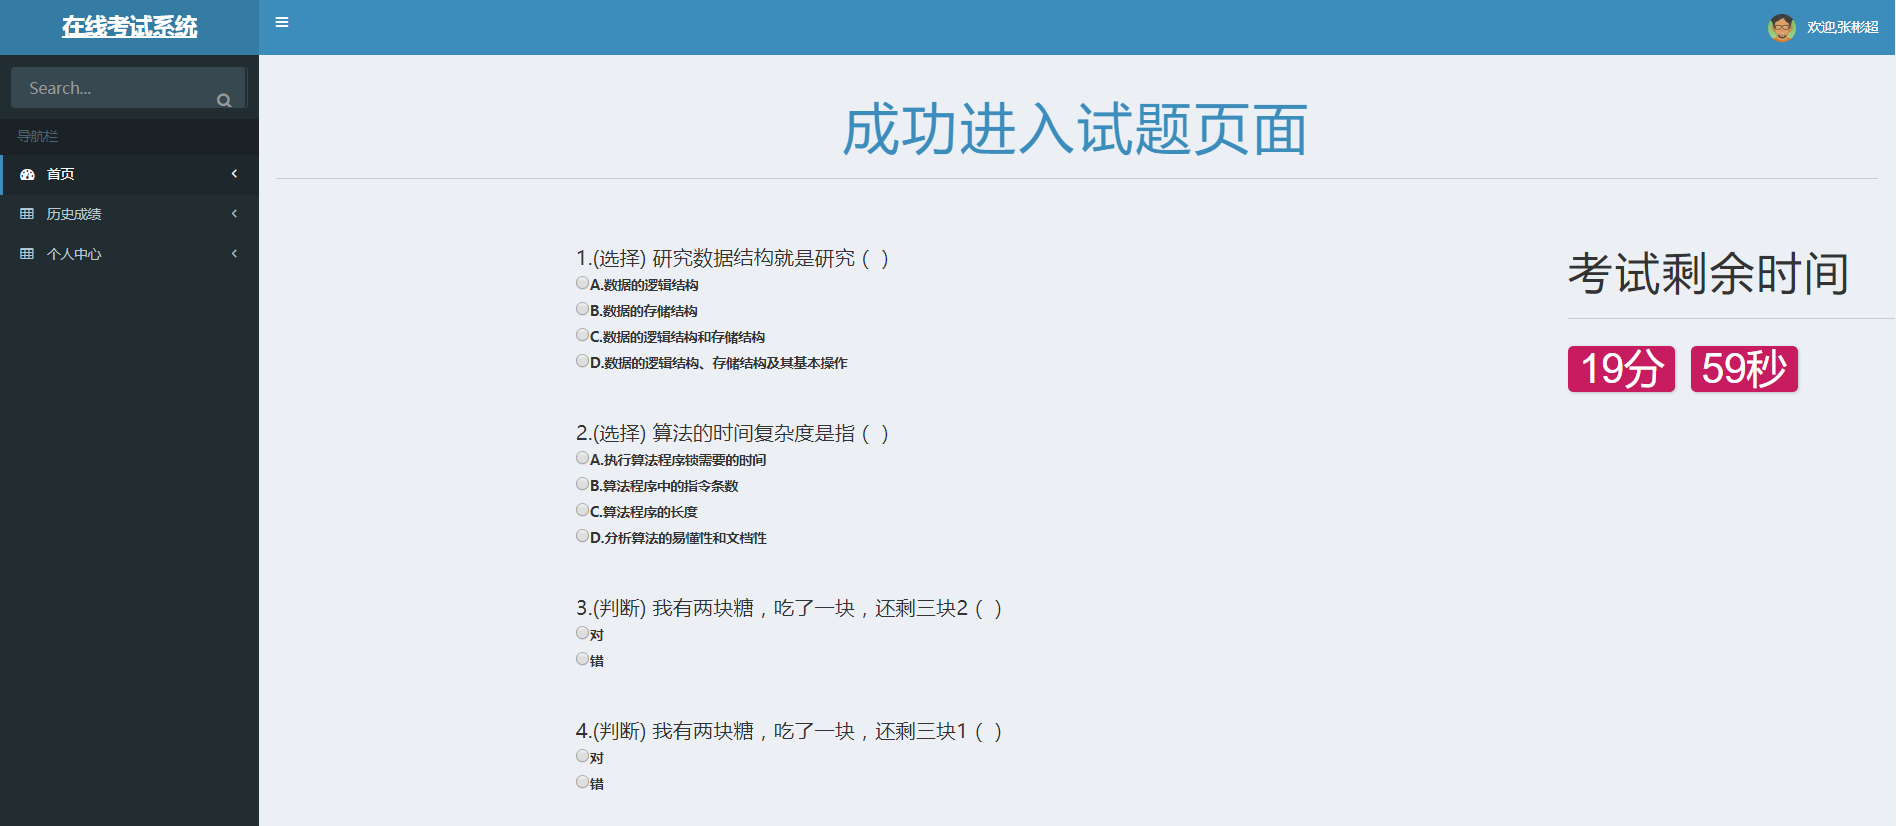 在线考试系统
欢迎,张彬超
Search...
导航栏
首页
历史成绩
个人中心
成功进入试题页面
1.(选择) 研究数据结构就是研究 ( )
A.数据的逻辑结构
B.数据的存储结构
C.数据的逻辑结构和存储结构
D.数据的逻辑结构、存储结构及其基本操作
2.(选择) 算法的时间复杂度是指 ( )
A.执行算法程序锁需要的时间
B.算法程序中的指令条数
C.算法程序的长度
D.分析算法的易懂性和文档性
3.(判断) 我有两块糖，吃了一块，还剩三块2 ( )
对
错
4.(判断) 我有两块糖，吃了一块，还剩三块1 ( )
对
错
考试剩余时间
19分 59秒